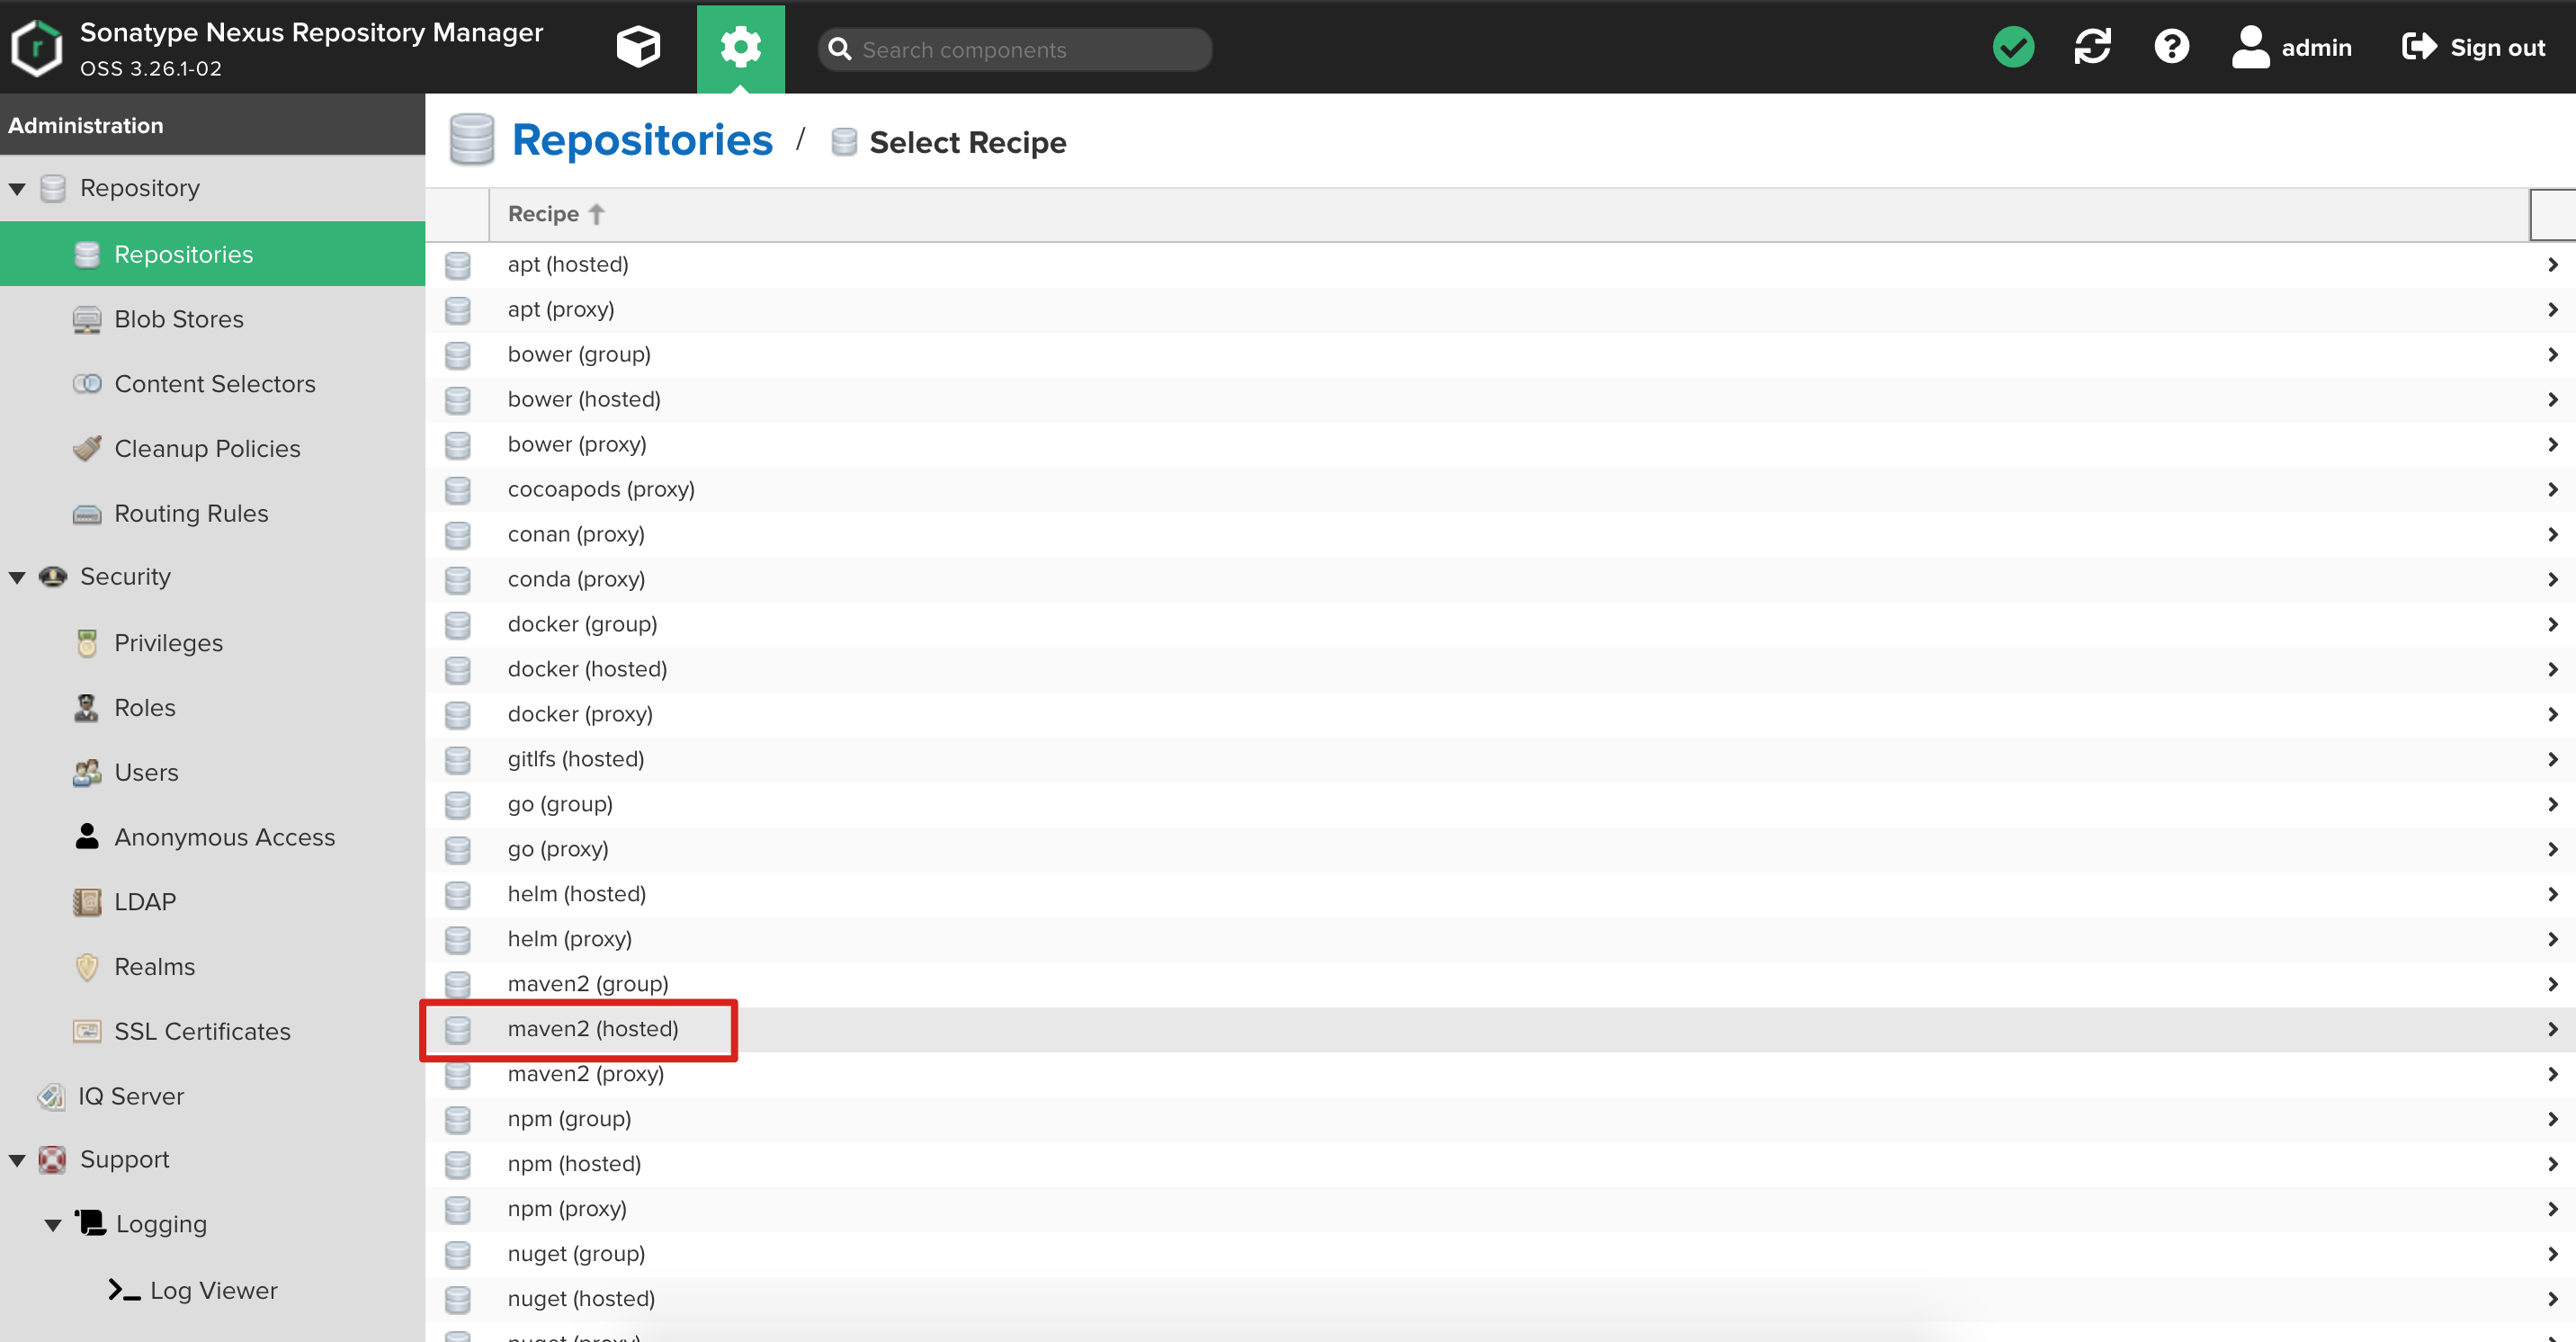 Sonatype Nexus Repository Manager
OSS 3.26.1-02
Search components
admin
Sign out
Administration
Repository
Repositories
Blob Stores
Content Selectors
Cleanup Policies
Routing Rules
Security
Privileges
Roles
Users
Anonymous Access
LDAP
Realms
SSL Certificates
IQ Server
Support
Logging
Log Viewer
Repositories / Select Recipe
Recipe
apt (hosted)
apt (proxy)
bower (group)
bower (hosted)
bower (proxy)
cocoapods (proxy)
conan (proxy)
conda (proxy)
docker (group)
docker (hosted)
docker (proxy)
gitlfs (hosted)
go (group)
go (proxy)
helm (hosted)
helm (proxy)
maven2 (group)
maven2 (hosted)
maven2 (proxy)
npm (group)
npm (hosted)
npm (proxy)
nuget (group)
nuget (hosted)
nuget (proxy)